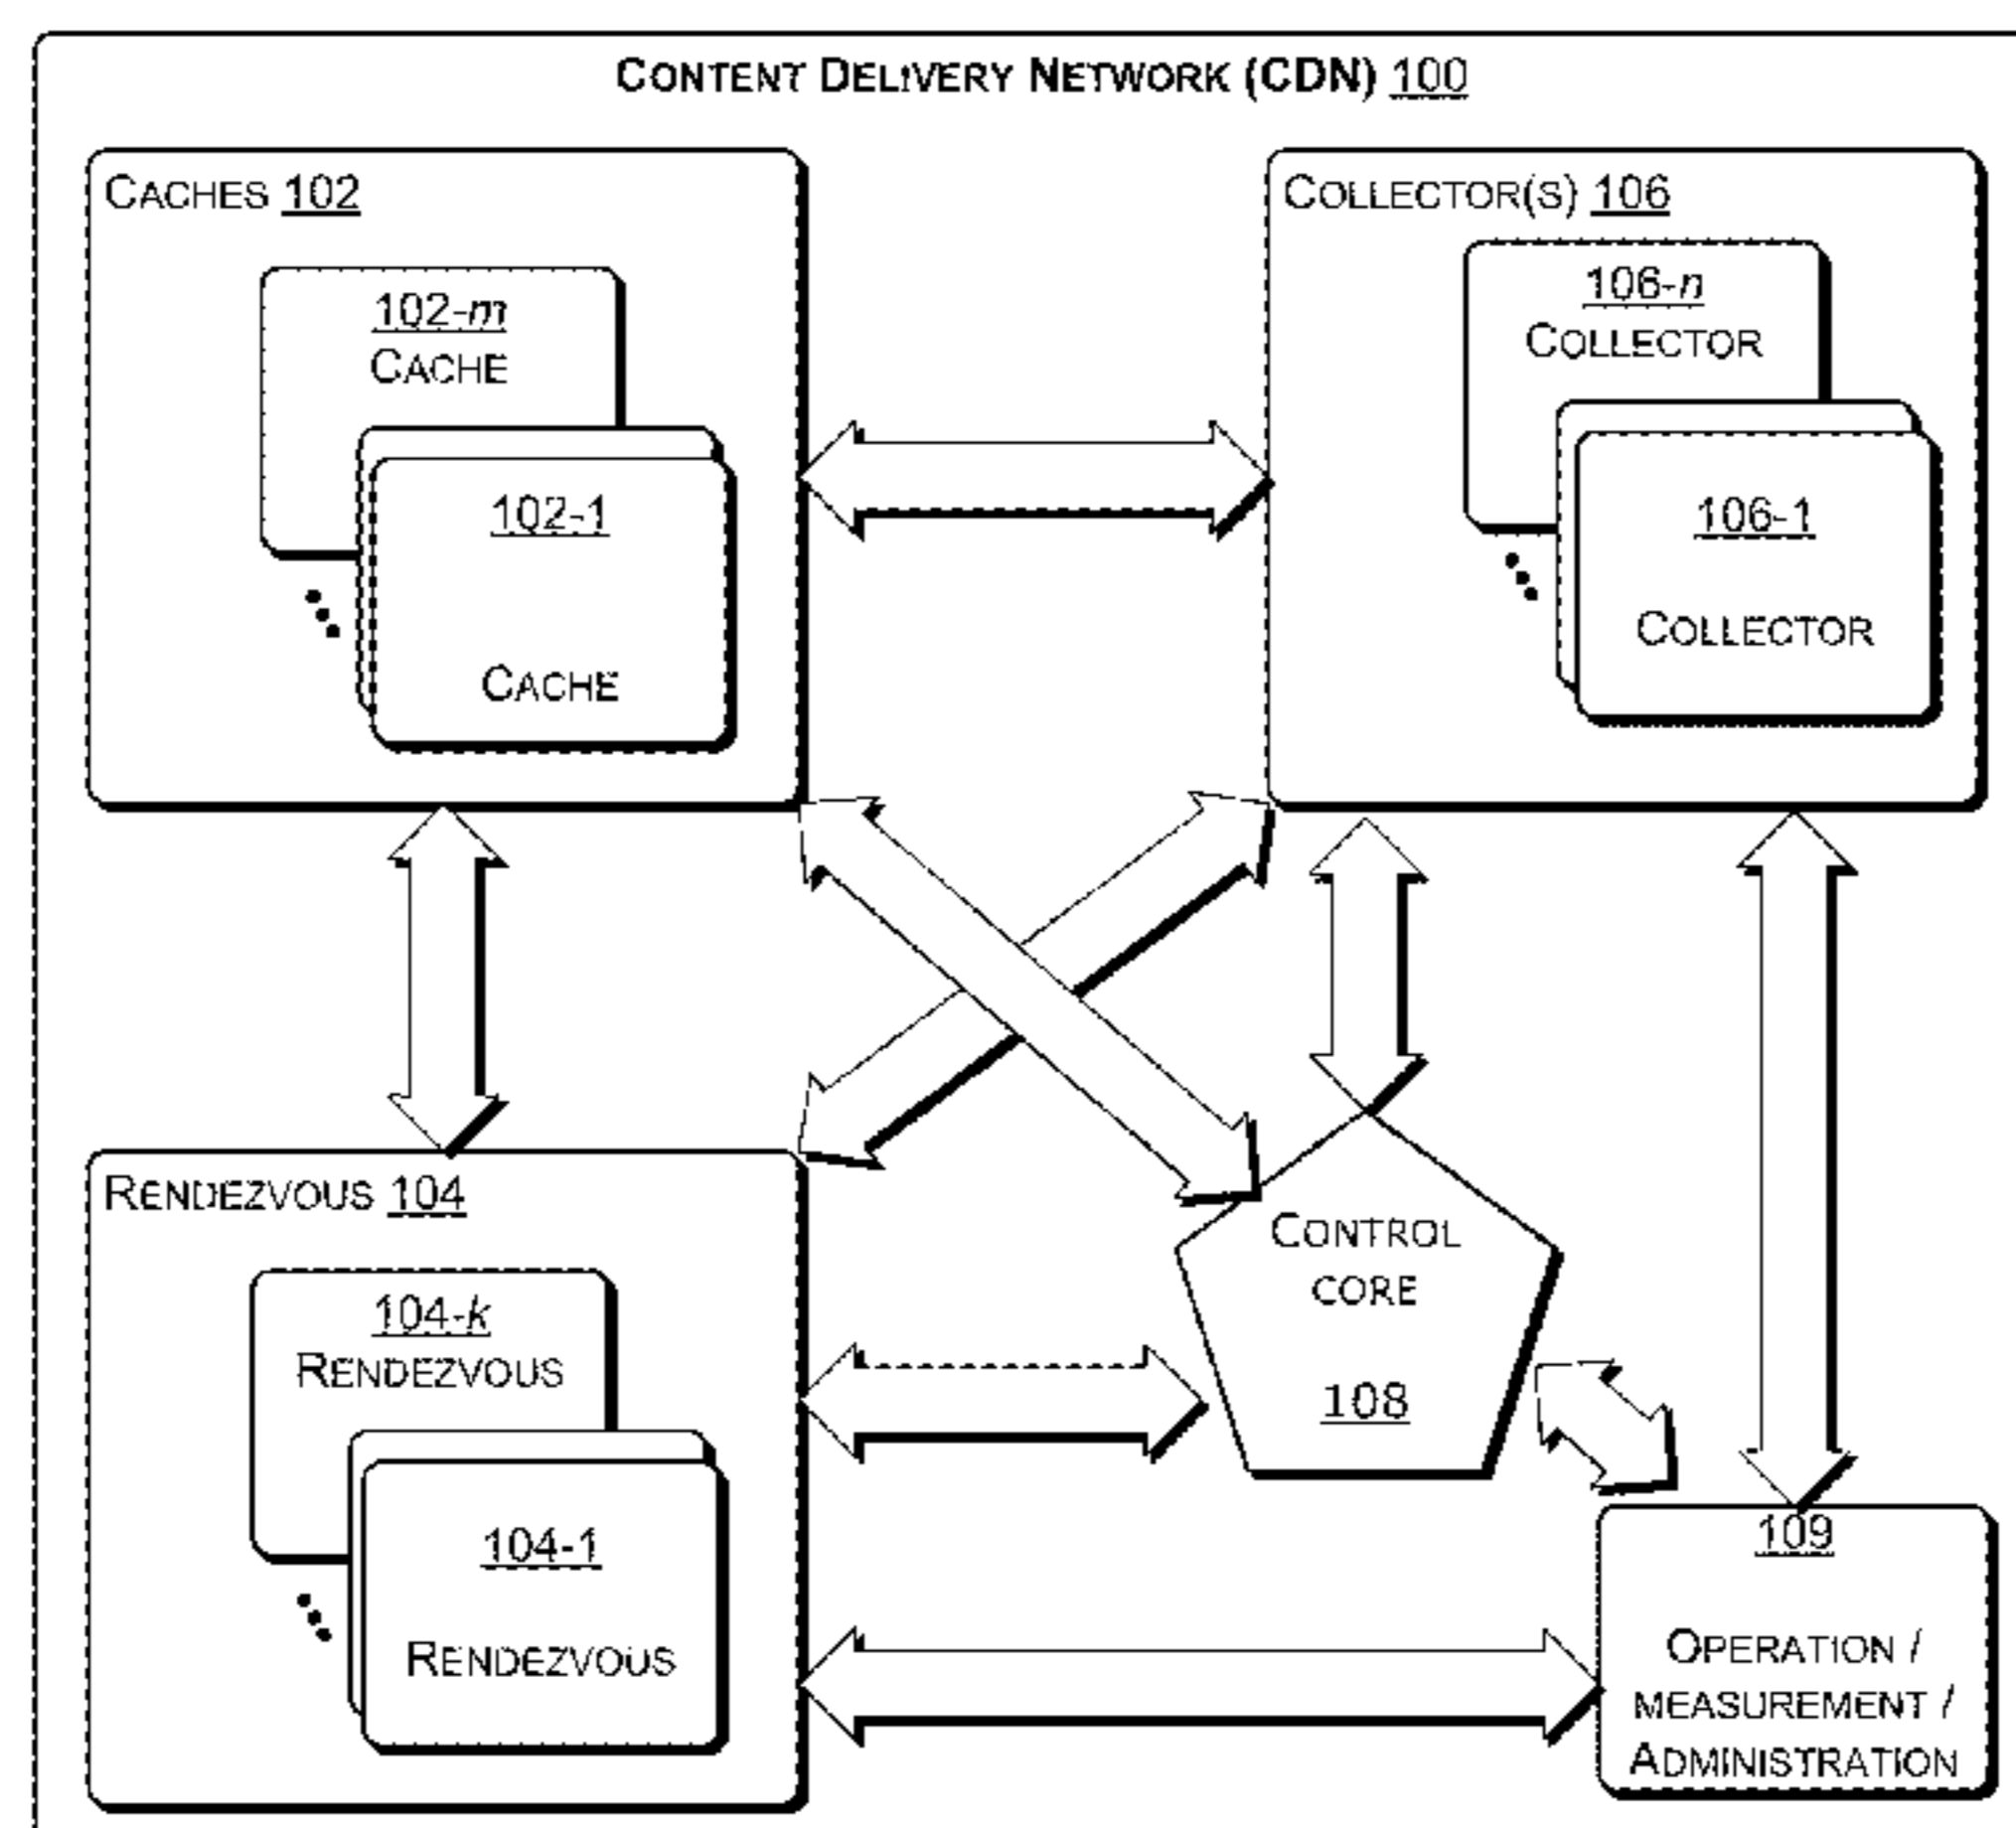 CONTENT DELIVERY NETWORK (CDN) 100
CACHES 102
102-m
CACHE
102-1
CACHE
COLLECTOR(S) 106
106-n
COLLECTOR
106-1
COLLECTOR
RENDEZVOUS 104
104-k
RENDEZVOUS
104-1
RENDEZVOUS
CONTROL
CORE
108
109
OPERATION /
MEASUREMENT /
ADMINISTRATION